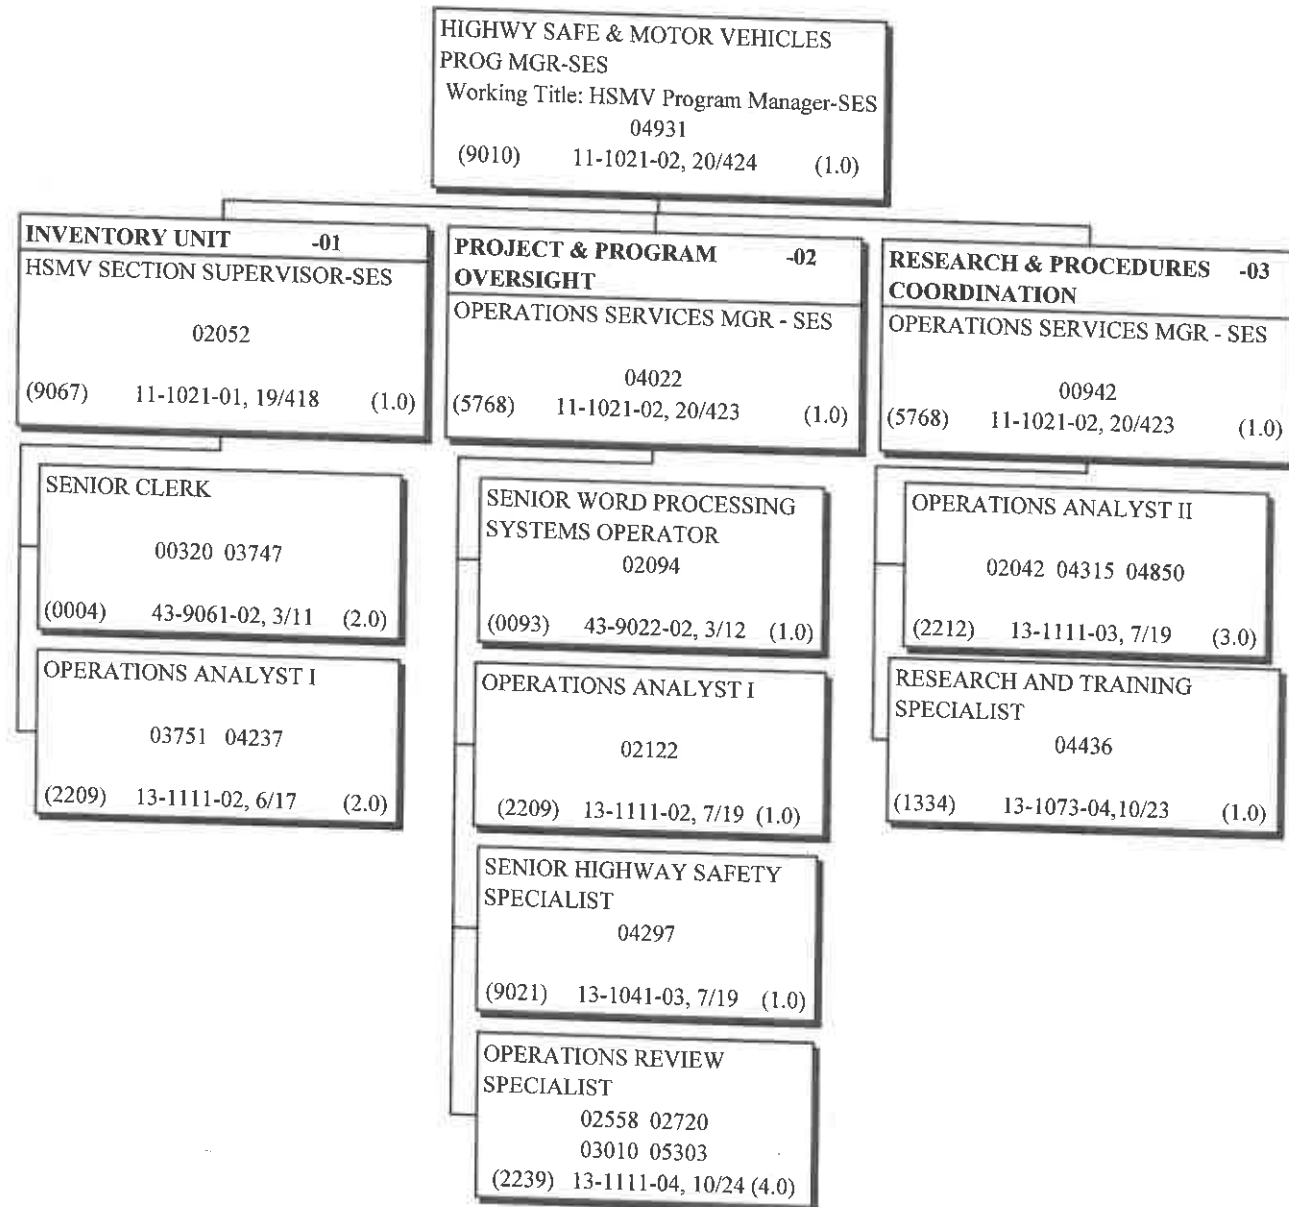 HIGHWY SAFE & MOTOR VEHICLES
PROG MGR-SES
Working Title: HSMV Program Manager-SES
04931
(9010) 11-1021-02, 20/424 (1.0)
INVENTORY UNIT -01
HSMV SECTION SUPERVISOR-SES
02052
(9067) 11-1021-01, 19/418 (1.0)
SENIOR CLERK
00320 03747
(0004) 43-9061-02, 3/11 (2.0)
OPERATIONS ANALYST I
03751 04237
(2209) 13-1111-02, 6/17 (2.0)
PROJECT & PROGRAM -02
OVERSIGHT
OPERATIONS SERVICES MGR - SES
04022
(5768) 11-1021-02, 20/423 (1.0)
SENIOR WORD PROCESSING
SYSTEMS OPERATOR
02094
(0093) 43-9022-02, 3/12 (1.0)
OPERATIONS ANALYST I
02122
(2209) 13-1111-02, 7/19 (1.0)
SENIOR HIGHWAY SAFETY
SPECIALIST
04297
(9021) 13-1041-03, 7/19 (1.0)
OPERATIONS REVIEW
SPECIALIST
02558 02720
03010 05303
(2239) 13-1111-04, 10/24 (4.0)
RESEARCH & PROCEDURES -03
COORDINATION
OPERATIONS SERVICES MGR - SES
00942
(5768) 11-1021-02, 20/423 (1.0)
OPERATIONS ANALYST II
02042 04315 04850
(2212) 13-1111-03, 7/19 (3.0)
RESEARCH AND TRAINING
SPECIALIST
04436
(1334) 13-1073-04,10/23 (1.0)